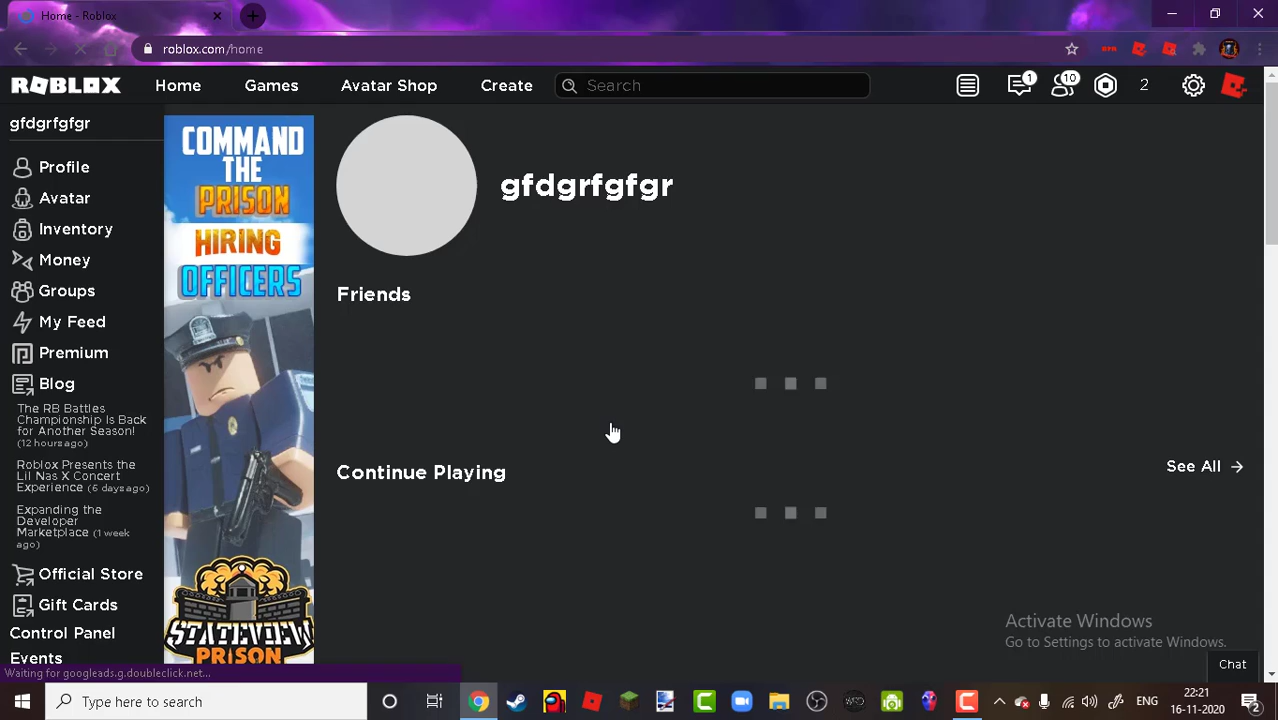 Home - Roblox
roblox.com/home
ROBLOX
Home
Games
Avatar Shop
Create
Search
1
10
2
gfdgrfgfgr
Profile
Avatar
Inventory
Money
Groups
My Feed
Premium
Blog
The RB Battles
Championship Is Back
for Another Season!
(12 hours ago)
Roblox Presents the
Lil Nas X Concert
Experience (6 days ago)
Expanding the
Developer
Marketplace (1 week
ago)
Official Store
Gift Cards
Control Panel
Events
COMMAND
THE
PRISON
HIRING
OFFICERS
STATEVIEW
PRISON
gfdgrfgfgr
Friends
Continue Playing
See All
Activate Windows
Go to Settings to activate Windows.
Chat
Waiting for googleads.g.doubleclick.net...
Type here to search
ENG
22:21
16-11-2020
2